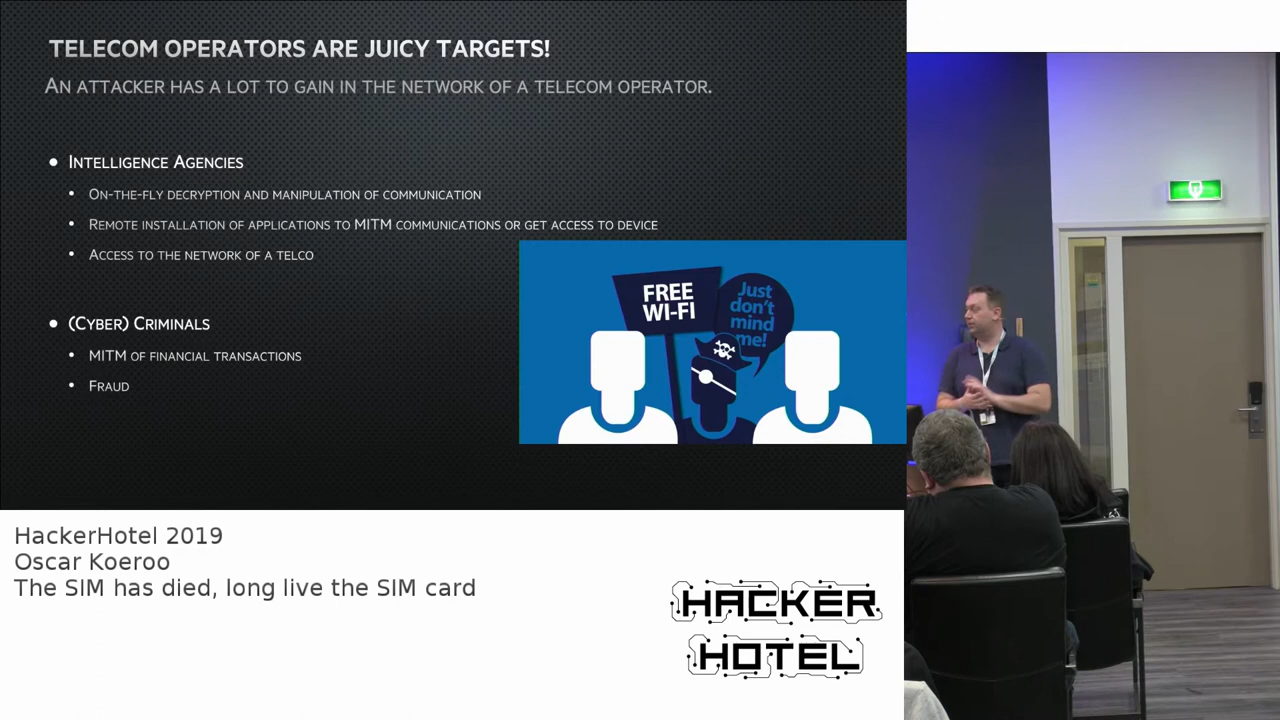 TELECOM OPERATORS ARE JUICY TARGETS!
AN ATTACKER HAS A LOT TO GAIN IN THE NETWORK OF A TELECOM OPERATOR.
• INTELLIGENCE AGENCIES
• ON-THE-FLY DECRYPTION AND MANIPULATION OF COMMUNICATION
• REMOTE INSTALLATION OF APPLICATIONS TO MITM COMMUNICATIONS OR GET ACCESS TO DEVICE
• ACCESS TO THE NETWORK OF A TELCO
• (CYBER) CRIMINALS
• MITM OF FINANCIAL TRANSACTIONS
• FRAUD
FREE
WI-FI
Just
don't
mind
me!
HackerHotel 2019
Oscar Koeroo
The SIM has died, long live the SIM card
HACKER
HOTEL